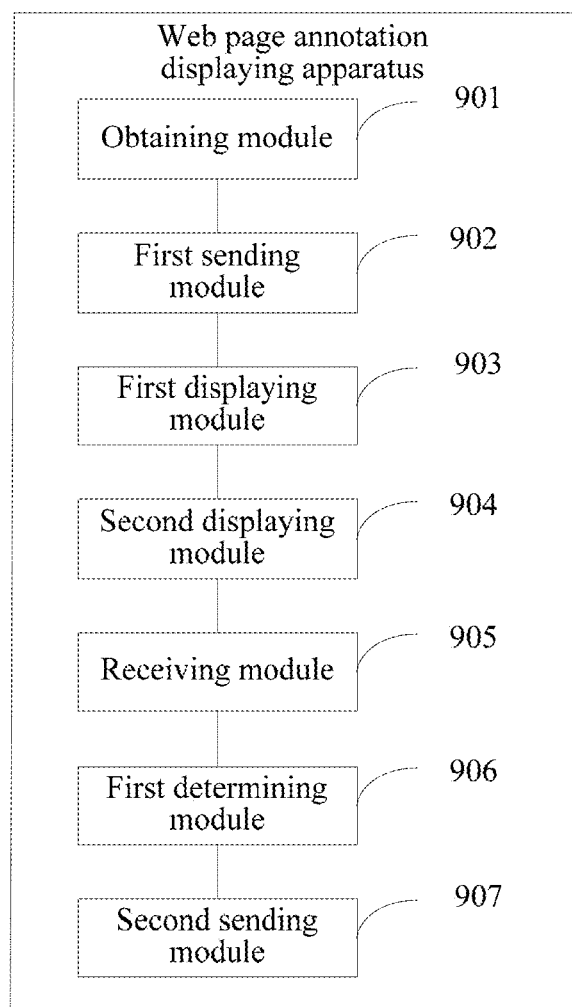 Web page annotation
displaying apparatus
901
Obtaining module
902
First sending
module
903
First displaying
module
904
Second displaying
module
905
Receiving module
906
First determining
module
907
Second sending
module